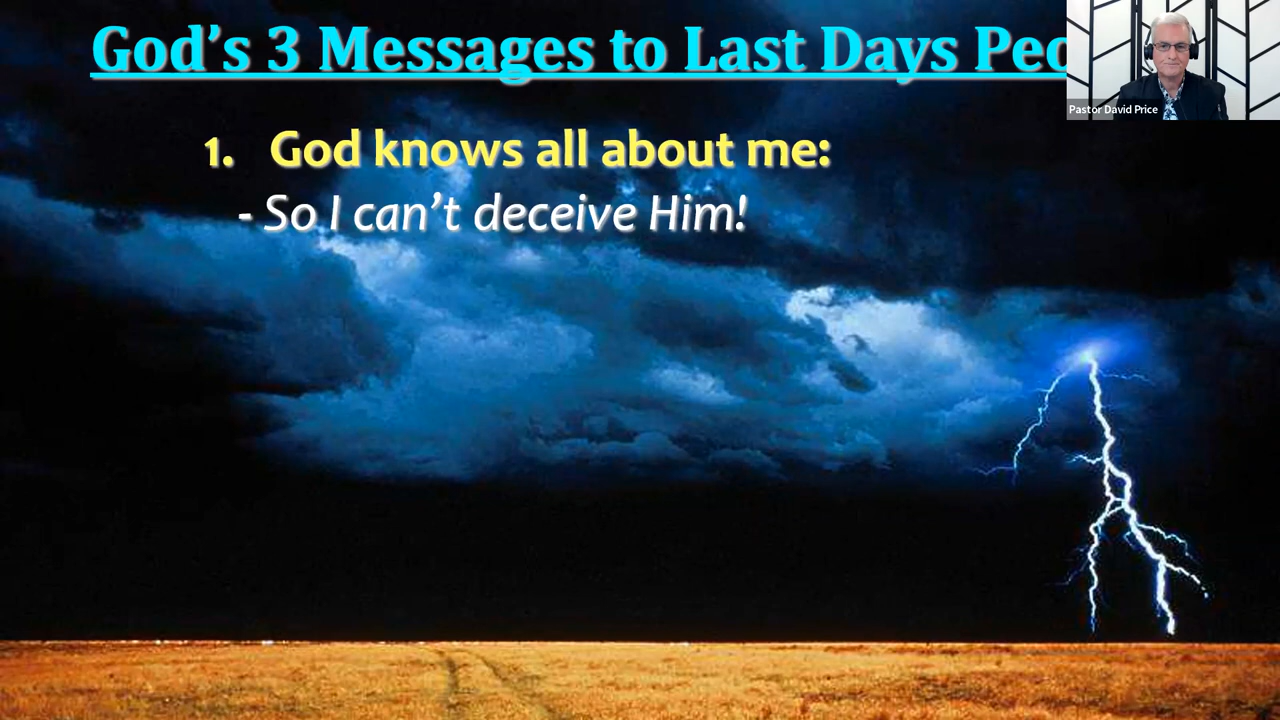 God's 3 Messages to Last Days Peo
Pastor David Price
1. God knows all about me:
- So I can't deceive Him!